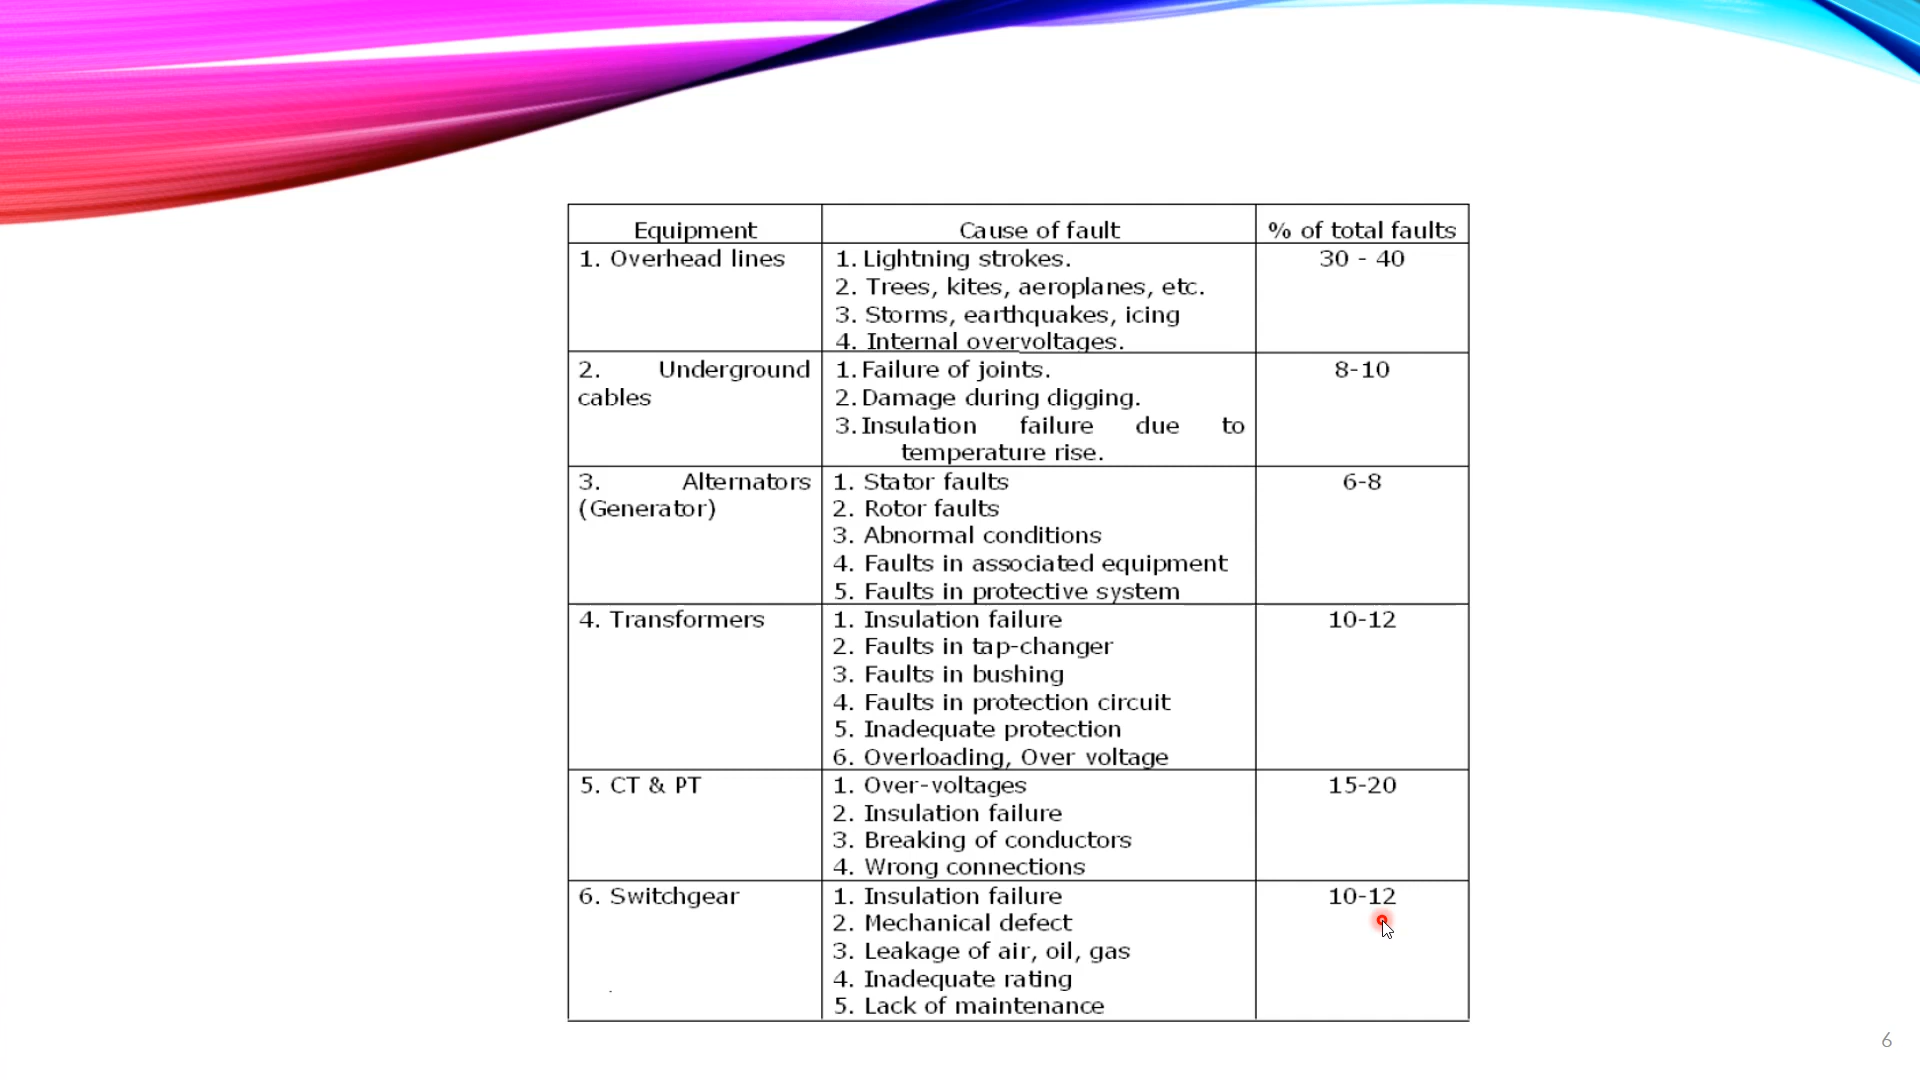 Equipment Cause of fault % of total faults
1. Overhead lines 1. Lightning strokes. 30 - 40
2. Trees, kites, aeroplanes, etc.
3. Storms, earthquakes, icing
4. Internal overvoltages.
2. Underground 1. Failure of joints. 8-10
cables 2. Damage during digging.
3. Insulation failure due to
temperature rise.
3. Alternators 1. Stator faults 6-8
(Generator) 2. Rotor faults
3. Abnormal conditions
4. Faults in associated equipment
5. Faults in protective system
4. Transformers 1. Insulation failure 10-12
2. Faults in tap-changer
3. Faults in bushing
4. Faults in protection circuit
5. Inadequate protection
6. Overloading, Over voltage
5. CT & PT 1. Over-voltages 15-20
2. Insulation failure
3. Breaking of conductors
4. Wrong connections
6. Switchgear 1. Insulation failure 10-12
2. Mechanical defect
3. Leakage of air, oil, gas
4. Inadequate rating
5. Lack of maintenance
6